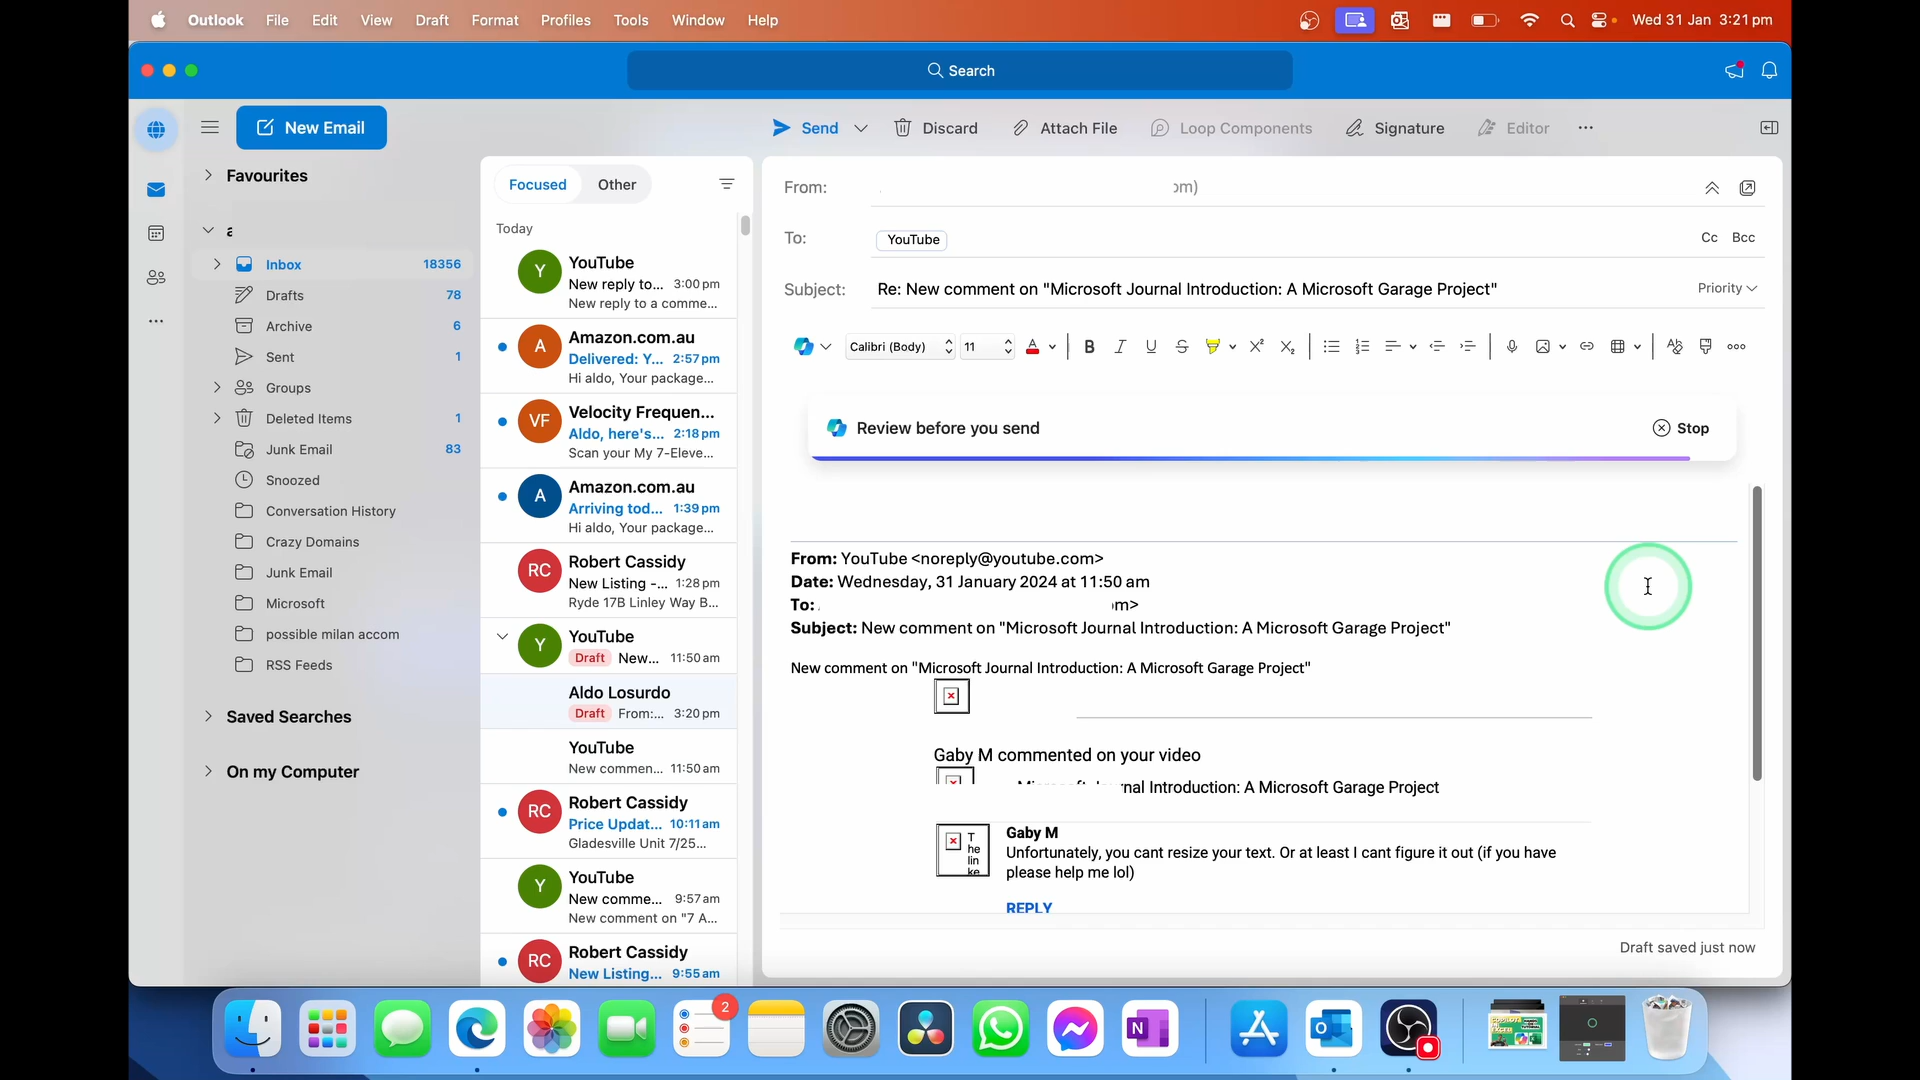 Outlook File Edit View Draft Format Profiles Tools Window Help Wed 31 Jan 3:21 pm
Search
New Email
Send Discard Attach File Loop Components Signature Editor
Favourites
Inbox 18356
Drafts 78
Archive 6
Sent 1
Groups
Deleted Items 1
Junk Email 83
Snoozed
Conversation History
Crazy Domains
Junk Email
Microsoft
possible milan accom
RSS Feeds
Saved Searches
On my Computer
Focused Other
Today
Y
YouTube
New reply to... 3:00 pm
New reply to a comme...
A
Amazon.com.au
Delivered: Y... 2:57 pm
Hi aldo, Your package...
VF
Velocity Frequen...
Aldo, here's... 2:18 pm
Scan your My 7-Eleve...
A
Amazon.com.au
Arriving tod... 1:39 pm
Hi aldo, Your package...
RC
Robert Cassidy
New Listing -... 1:28 pm
Ryde 17B Linley Way B...
Y
YouTube
Draft New... 11:50 am
Aldo Losurdo
Draft From:... 3:20 pm
YouTube
New commen... 11:50 am
RC
Robert Cassidy
Price Updat... 10:11 am
Gladesville Unit 7/25...
Y
YouTube
New comme... 9:57 am
New comment on "7 A...
RC
Robert Cassidy
New Listing... 9:55 am
From: om)
To: YouTube Cc Bcc
Subject: Re: New comment on "Microsoft Journal Introduction: A Microsoft Garage Project" Priority
Calibri (Body) 11
Review before you send Stop
From: YouTube <noreply@youtube.com>
Date: Wednesday, 31 January 2024 at 11:50 am
To: m>
Subject: New comment on "Microsoft Journal Introduction: A Microsoft Garage Project"
New comment on "Microsoft Journal Introduction: A Microsoft Garage Project"
Gaby M commented on your video
Introduction: A Microsoft Garage Project
T
he
lin
ke
Gaby M
Unfortunately, you cant resize your text. Or at least I cant figure it out (if you have
please help me lol)
REPLY
Draft saved just now
2